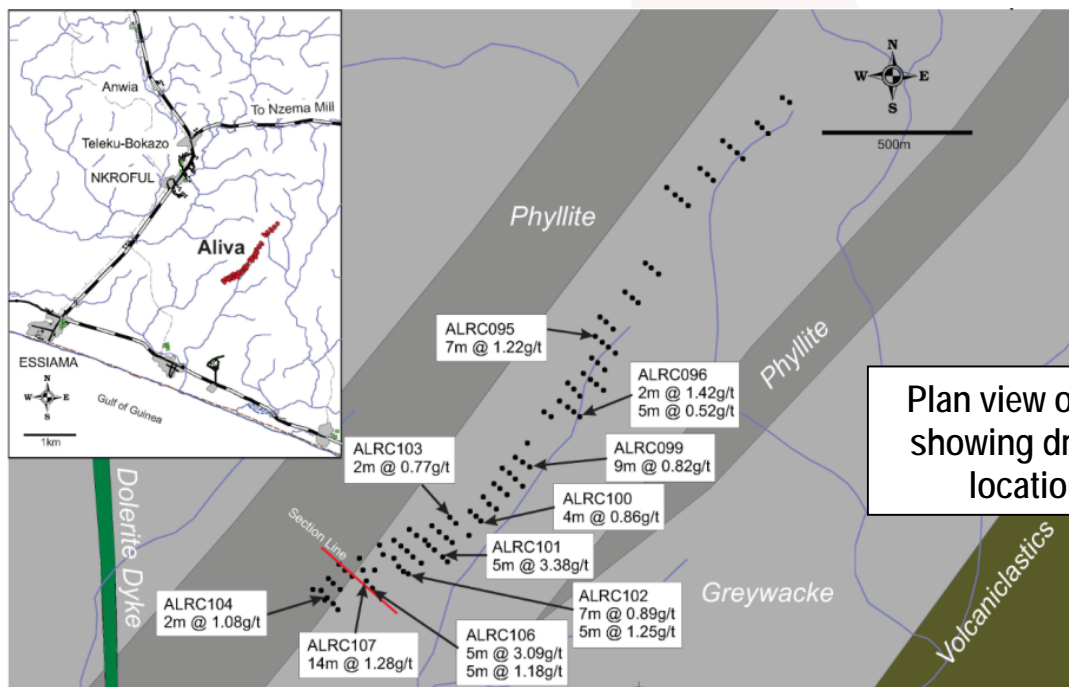 Anwia
To Nzema Mill
Teleku-Bokazo
NKROFUL
Aliva
ESSIAMA
N
W E
S
Gulf of Guinea
1km
N
W E
S
500m
Phyllite
Phyllite
ALRC095
7m @ 1.22g/t
ALRC096
2m @ 1.42g/t
5m @ 0.52g/t
Plan view o
showing dr
locatio
ALRC103
2m @ 0.77g/t
ALRC099
9m @ 0.82g/t
ALRC100
4m @ 0.86g/t
Dolerite Dyke
Section Line
ALRC101
5m @ 3.38g/t
ALRC104
2m @ 1.08g/t
ALRC102
7m @ 0.89g/t
5m @ 1.25g/t
Greywacke
Volcaniclastics
ALRC107
14m @ 1.28g/t
ALRC106
5m @ 3.09g/t
5m @ 1.18g/t